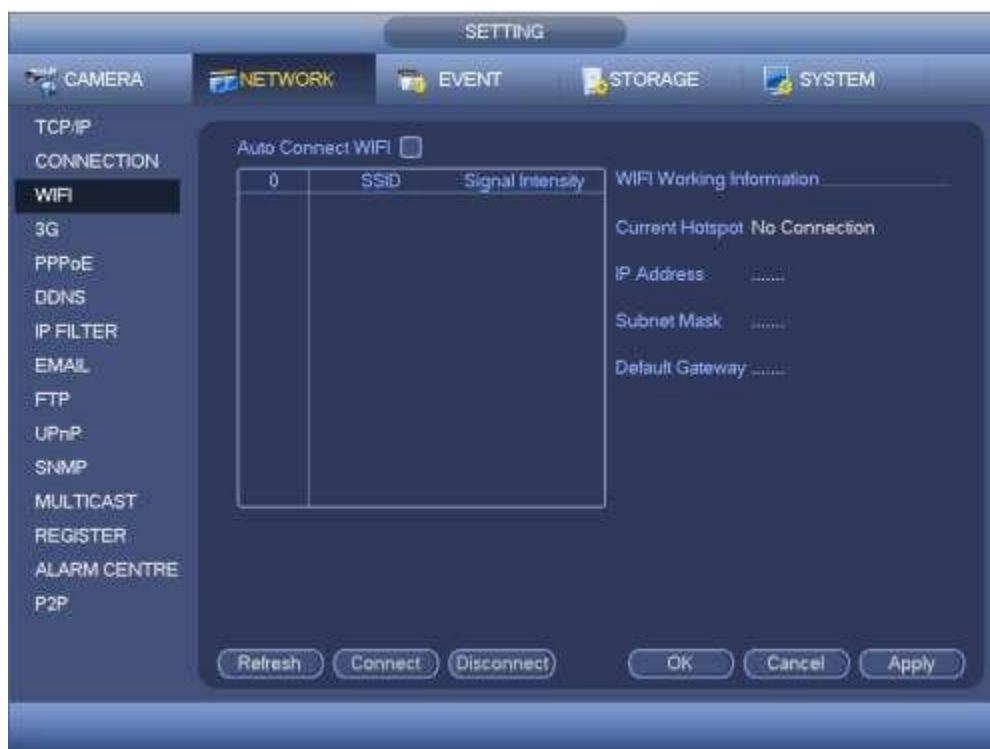 SETTING
CAMERA NETWORK EVENT STORAGE SYSTEM
TCP/IP
CONNECTION
WIFI
3G
PPPoE
DDNS
IP FILTER
EMAIL
FTP
UPnP
SNMP
MULTICAST
REGISTER
ALARM CENTRE
P2P
Auto Connect WIFI
0 SSID Signal Intensity
WIFI Working Information
Current Hotspot No Connection
IP Address .......
Subnet Mask .......
Default Gateway .......
Refresh Connect Disconnect OK Cancel Apply